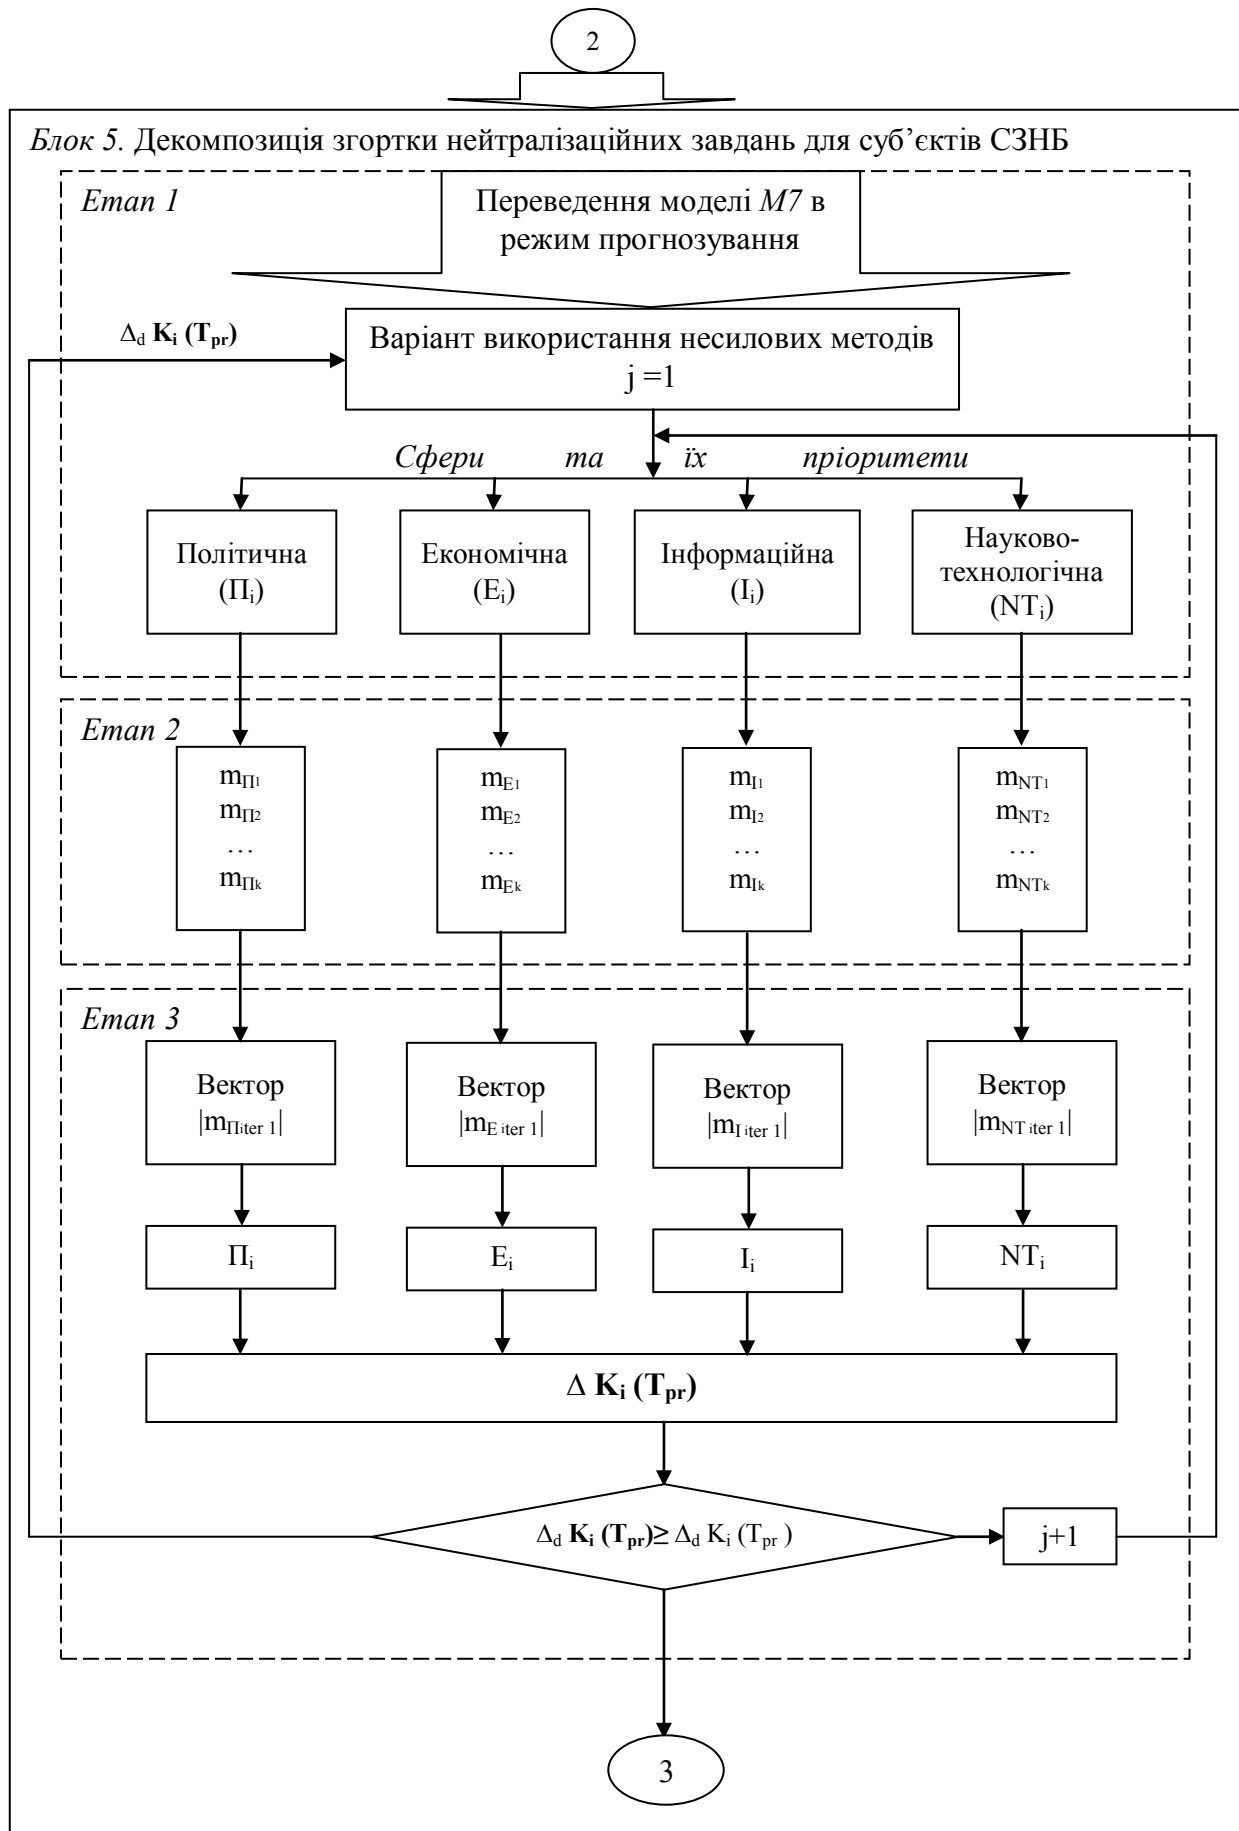 2
Блок 5. Декомпозиція згортки нейтралізаційних завдань для суб’єктів СЗНБ
Етап 1
Переведення моделі М7 в
режим прогнозування
Δd Ki (Tpr)
Варіант використання несилових методів
j =1
Сфери та їх пріоритети
Політична
(Пi)
Економічна
(Еi)
Інформаційна
(Ii)
Науково-
технологічна
(NTi)
Етап 2
mП1
mП2
…
mПk
mE1
mE2
…
mEk
mI1
mI2
…
mIk
mNT1
mNT2
…
mNTk
Етап 3
Вектор
|mПiter 1|
Вектор
|mE iter 1|
Вектор
|mI iter 1|
Вектор
|mNT iter 1|
Пi
Еi
Ii
NTi
Δ Ki (Tpr)
Δd Ki (Tpr)≥ Δd Ki (Tpr )
j+1
3